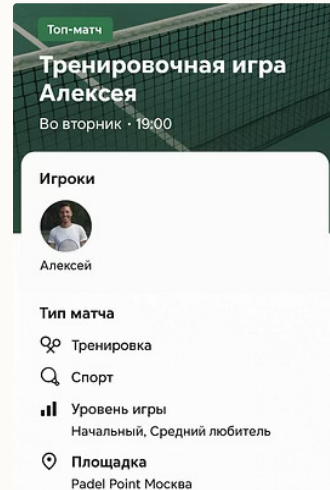 Топ-матч
Тренировочная игра
Алексея
Во вторник · 19:00
Игроки
Алексей
Тип матча
Тренировка
Спорт
Уровень игры
Начальный, Средний любитель
Площадка
Padel Point Москва